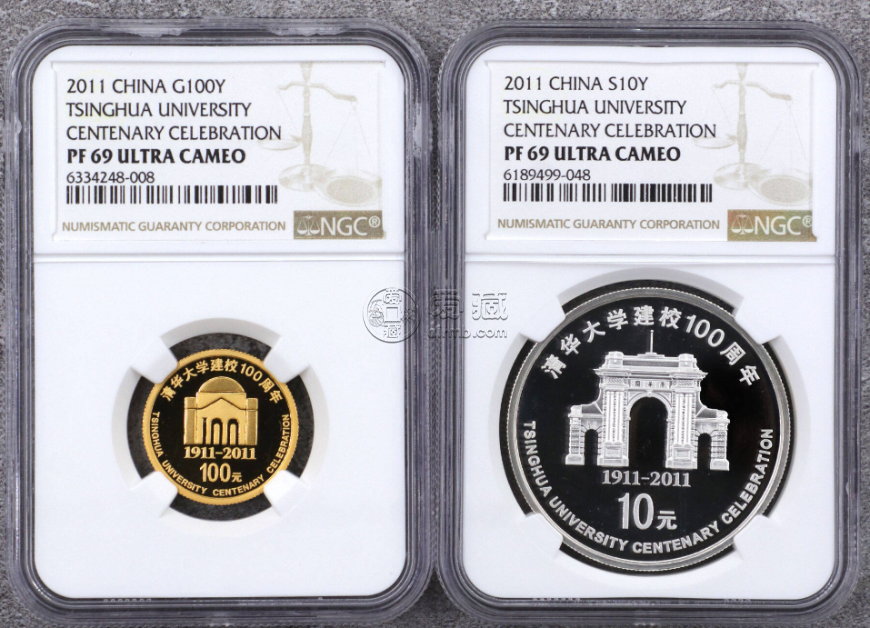 2011 CHINA G100Y
TSINGHUA UNIVERSITY
CENTENARY CELEBRATION
PF 69 ULTRA CAMEO
6334248-008
NUMISMATIC GUARANTY CORPORATION
NGC®
清华大学建校100周年
1911-2011
100元
TSINGHUA UNIVERSITY CENTENARY CELEBRATION
2011 CHINA S10Y
TSINGHUA UNIVERSITY
CENTENARY CELEBRATION
PF 69 ULTRA CAMEO
6189499-048
NUMISMATIC GUARANTY CORPORATION
NGC®
清华大学建校100周年
1911-2011
10元
TSINGHUA UNIVERSITY CENTENARY CELEBRATION